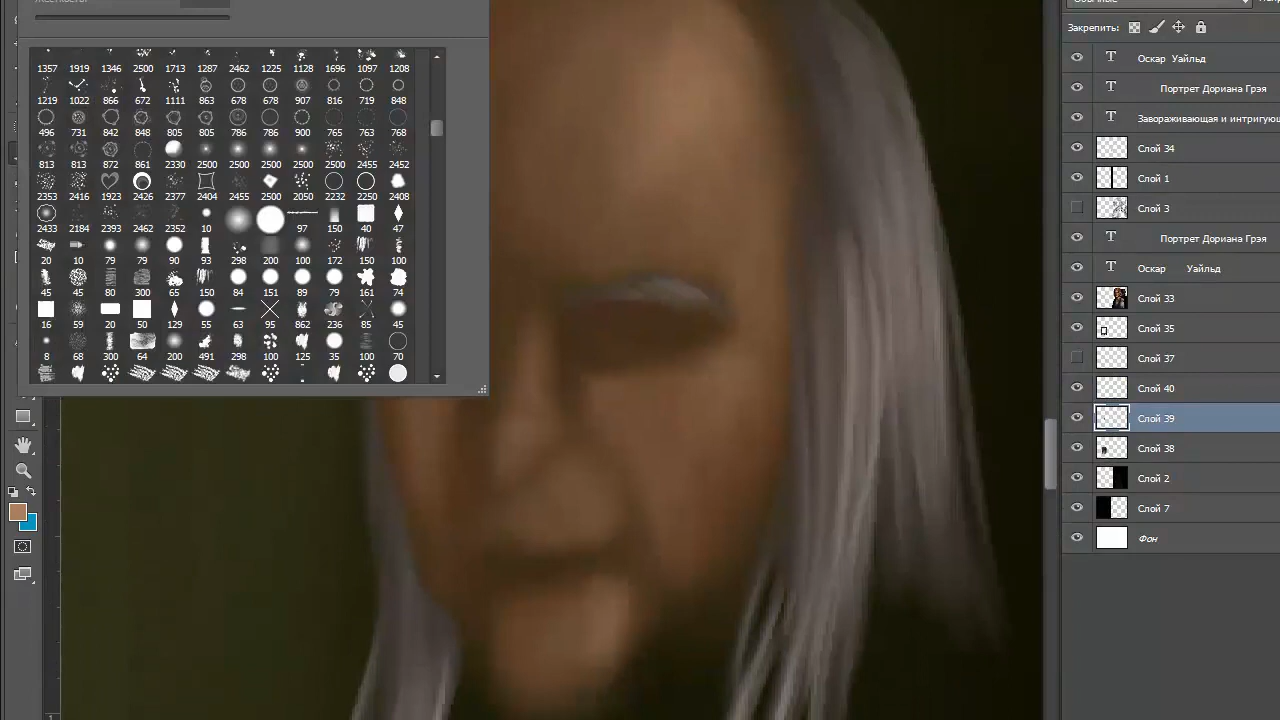 Закрепить:
1357 1919 1346 2500 1713 1287 2462 1225 1128 1696 1097 1208
1219 1022 866 672 1111 863 678 678 907 816 719 848
496 731 842 848 805 805 786 786 900 765 763 768
813 813 872 861 2330 2500 2500 2500 2500 2500 2455 2452
2353 2416 1923 2426 2377 2404 2455 2500 2050 2232 2250 2408
2433 2184 2393 2462 2352 10 97 150 40 47
20 10 79 79 90 93 298 200 100 172 150 100
45 45 80 300 65 150 84 151 89 79 161 74
16 59 20 50 129 55 63 95 862 236 85 45
8 68 300 64 200 491 298 100 125 35 100 70
Оскар Уайльд
Портрет Дориана Грэя
Завораживающая и интригующ
Слой 34
Слой 1
Слой 3
Портрет Дориана Грэя
Оскар Уайльд
Слой 33
Слой 35
Слой 37
Слой 40
Слой 39
Слой 38
Слой 2
Слой 7
Фон